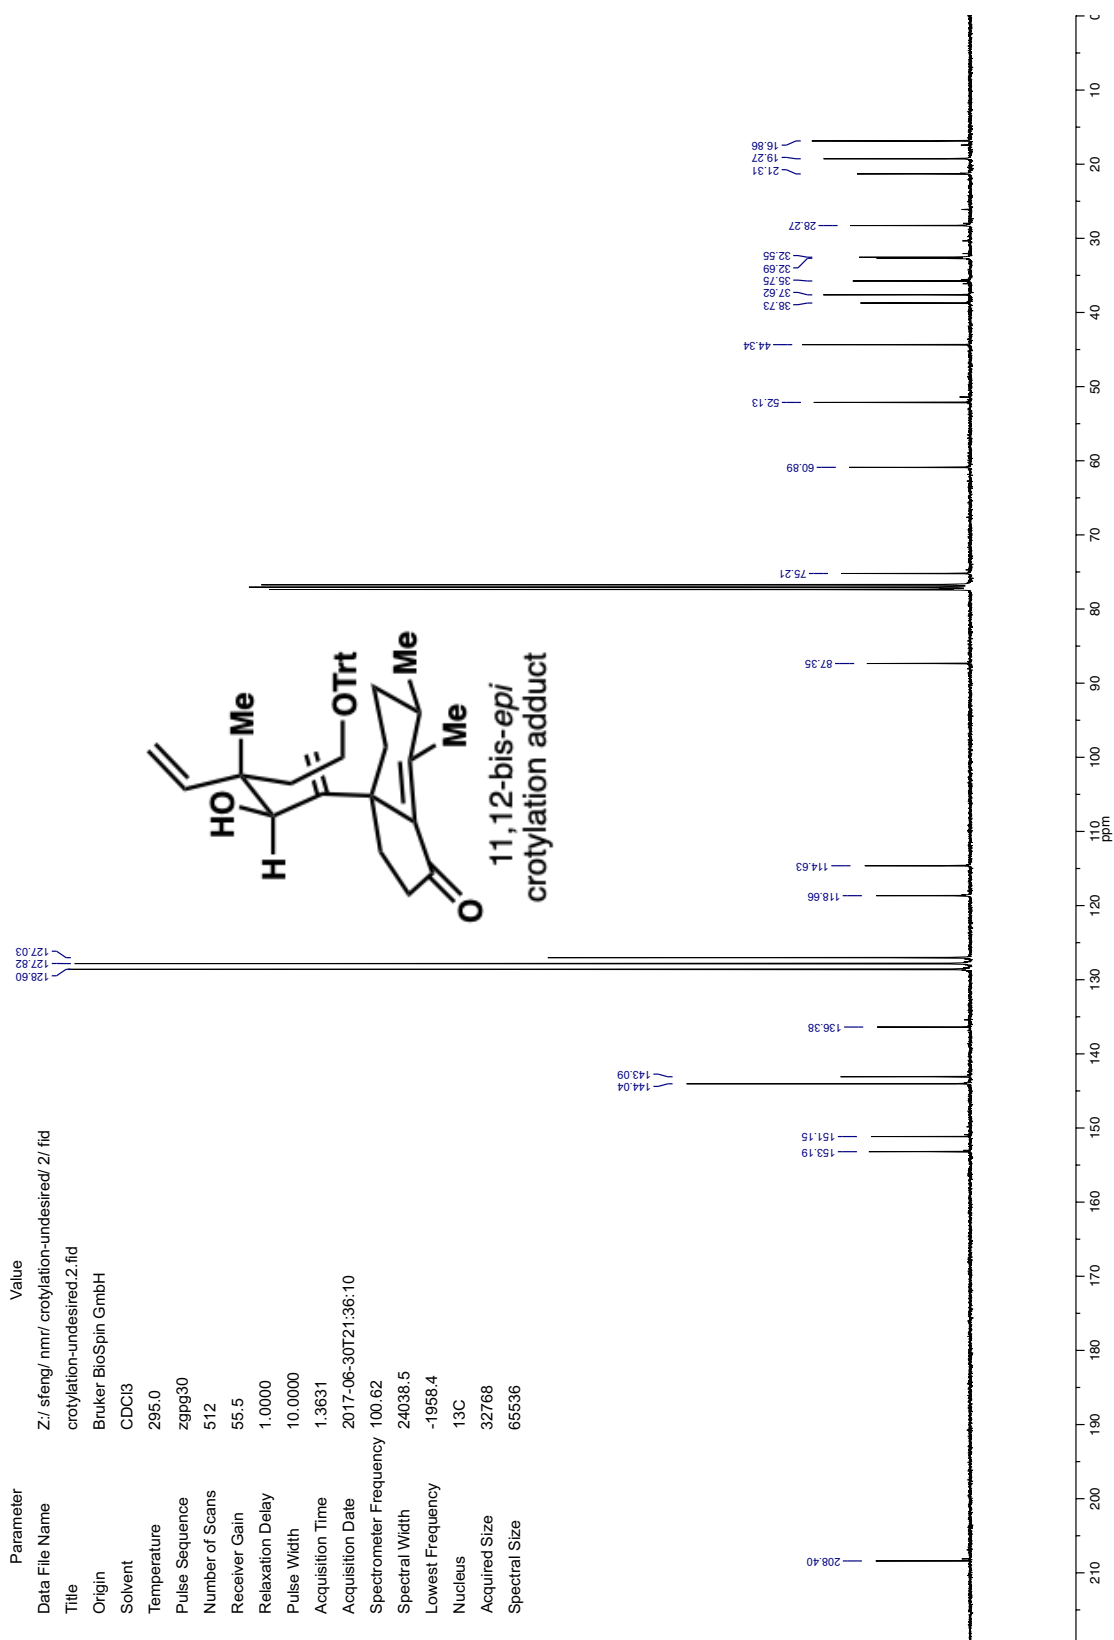 Parameter Value
Data File Name Z:/ sfeng/ nmr/ crotylation-undesired/ 2/ fid
Title crotylation-undesired.2.fid
Origin Bruker BioSpin GmbH
Solvent CDCl3
Temperature 295.0
Pulse Sequence zgpg30
Number of Scans 512
Receiver Gain 55.5
Relaxation Delay 1.0000
Pulse Width 10.0000
Acquisition Time 1.3631
Acquisition Date 2017-06-30T21:36:10
Spectrometer Frequency 100.62
Spectral Width 24038.5
Lowest Frequency -1958.4
Nucleus 13C
Acquired Size 32768
Spectral Size 65536
HO
Me
H
OTrt
Me
Me
O
11,12-bis-epi
crotylation adduct
208.40
153.19
151.15
144.04
143.09
136.38
128.60
127.82
127.03
118.66
114.63
87.35
75.21
60.89
52.13
44.34
38.73
37.62
35.75
32.69
32.55
28.27
21.31
19.27
16.86
210 200 190 180 170 160 150 140 130 120 110 100 90 80 70 60 50 40 30 20 10
ppm